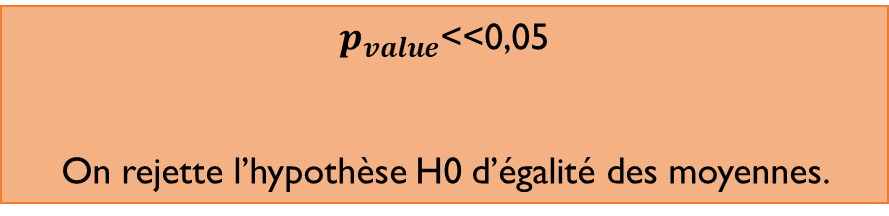 p_value<<0,05
On rejette l’hypothèse H0 d’égalité des moyennes.